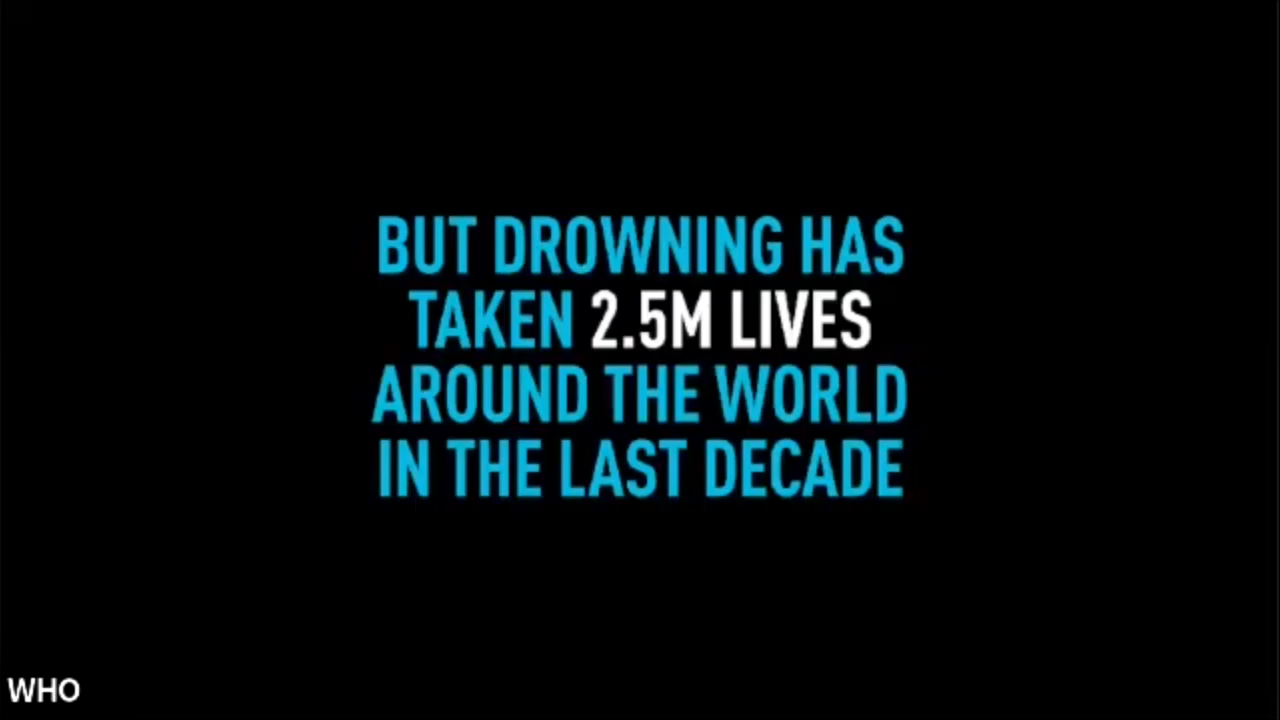 BUT DROWNING HAS
TAKEN 2.5M LIVES
AROUND THE WORLD
IN THE LAST DECADE
WHO